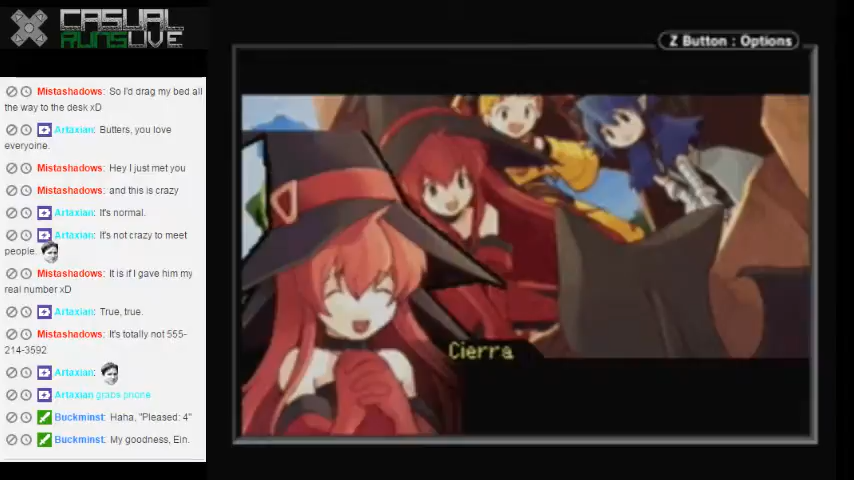 CASUAL
RUNSLIVE
Z Button : Options
Mistashadows: So I'd drag my bed all
the way to the desk xD
Artaxian: Butters, you love
everyoine.
Mistashadows: Hey I just met you
Mistashadows: and this is crazy
Artaxian: It's normal.
Artaxian: It's not crazy to meet
people.
Mistashadows: It is if I gave him my
real number xD
Artaxian: True, true.
Mistashadows: It's totally not 555-
214-3592
Artaxian:
Artaxian grabs phone
Buckminst: Haha, "Pleased: 4"
Buckminst: My goodness, Ein.
Cierra